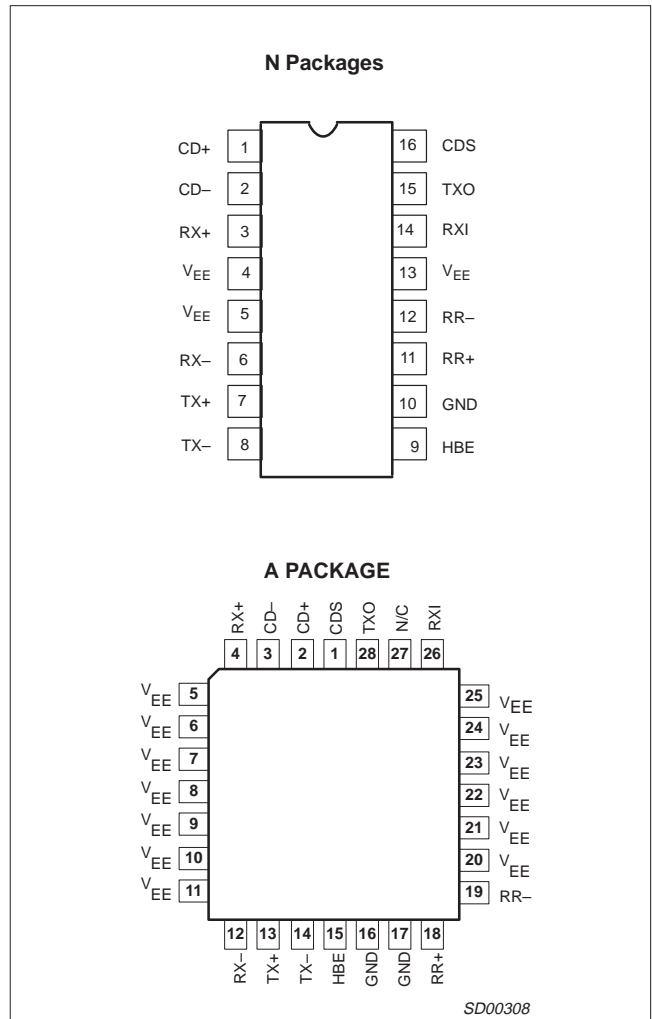 N Packages
CD+ 1 16 CDS
CD– 2 15 TXO
RX+ 3 14 RXI
VEE 4 13 VEE
VEE 5 12 RR–
RX– 6 11 RR+
TX+ 7 10 GND
TX– 8 9 HBE
A PACKAGE
RX+ CD– CD+ CDS TXO N/C RXI
4 3 2 1 28 27 26
VEE 5 25 VEE
VEE 6 24 VEE
VEE 7 23 VEE
VEE 8 22 VEE
VEE 9 21 VEE
VEE 10 20 VEE
VEE 11 19 RR–
12 13 14 15 16 17 18
RX– TX+ TX– HBE GND GND RR+
SD00308